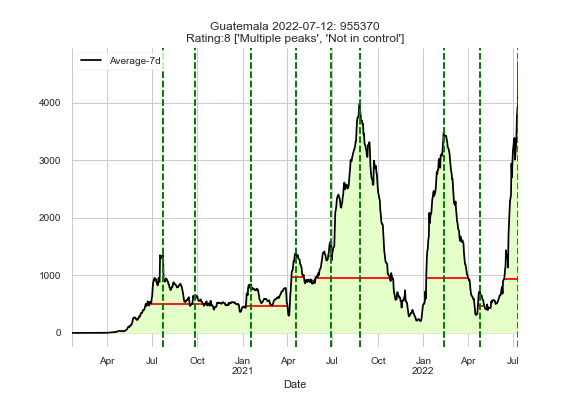 Guatemala 2022-07-12: 955370
Rating:8 ['Multiple peaks', 'Not in control']
Average-7d
4000
3000
2000
1000
0
Apr Jul Oct Jan Apr Jul Oct Jan Apr Jul
2021 2022
Date